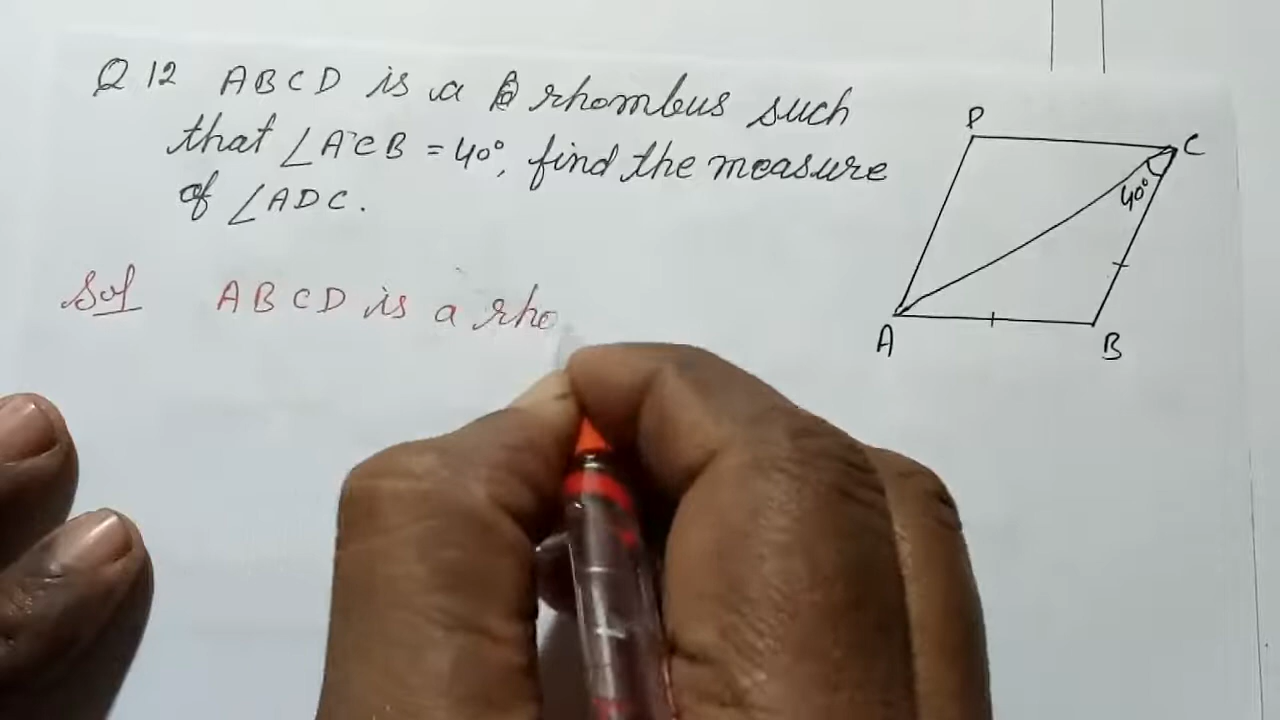 Q 12 ABCD is a rhombus such
that ∠ACB = 40°, find the measure
of ∠ADC.
P
C
40°
A
B
Sol ABCD is a rho